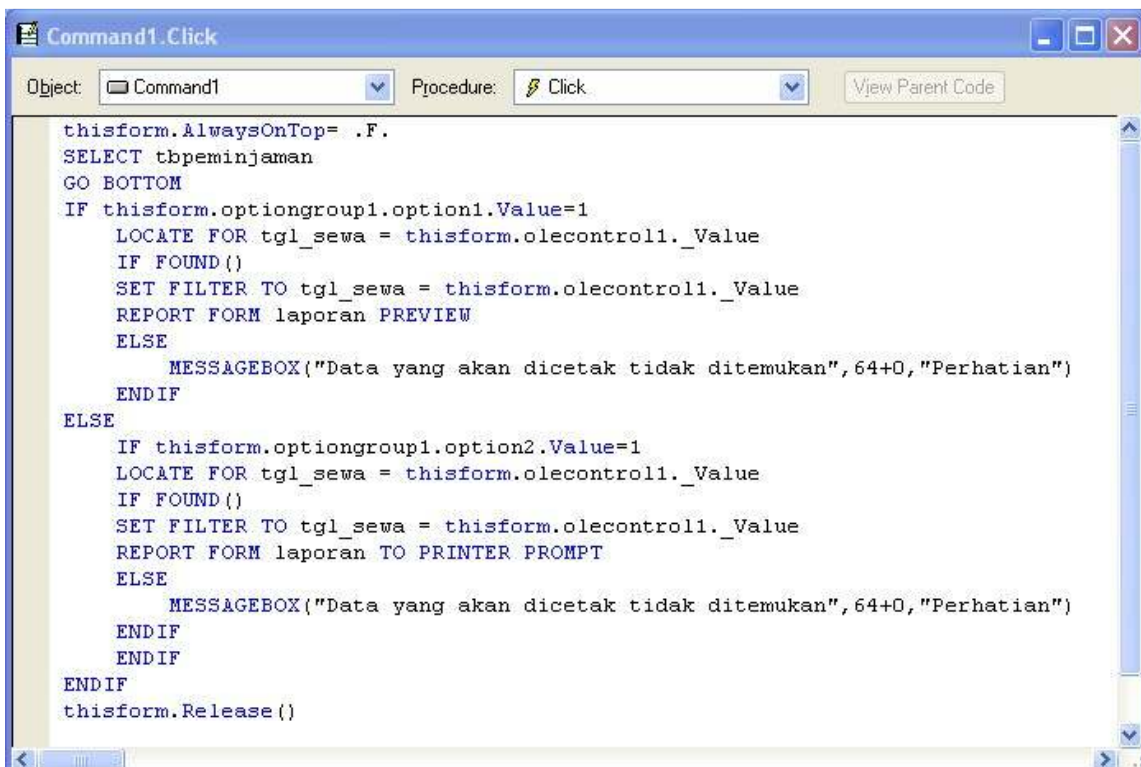 Command1.Click
Object: Command1 Procedure: Click View Parent Code
thisform.AlwaysOnTop= .F.
SELECT tbpeminjaman
GO BOTTOM
IF thisform.optiongroup1.option1.Value=1
LOCATE FOR tgl_sewa = thisform.olecontrol1._Value
IF FOUND()
SET FILTER TO tgl_sewa = thisform.olecontrol1._Value
REPORT FORM laporan PREVIEW
ELSE
MESSAGEBOX("Data yang akan dicetak tidak ditemukan",64+0,"Perhatian")
ENDIF
ELSE
IF thisform.optiongroup1.option2.Value=1
LOCATE FOR tgl_sewa = thisform.olecontrol1._Value
IF FOUND()
SET FILTER TO tgl_sewa = thisform.olecontrol1._Value
REPORT FORM laporan TO PRINTER PROMPT
ELSE
MESSAGEBOX("Data yang akan dicetak tidak ditemukan",64+0,"Perhatian")
ENDIF
ENDIF
ENDIF
thisform.Release()